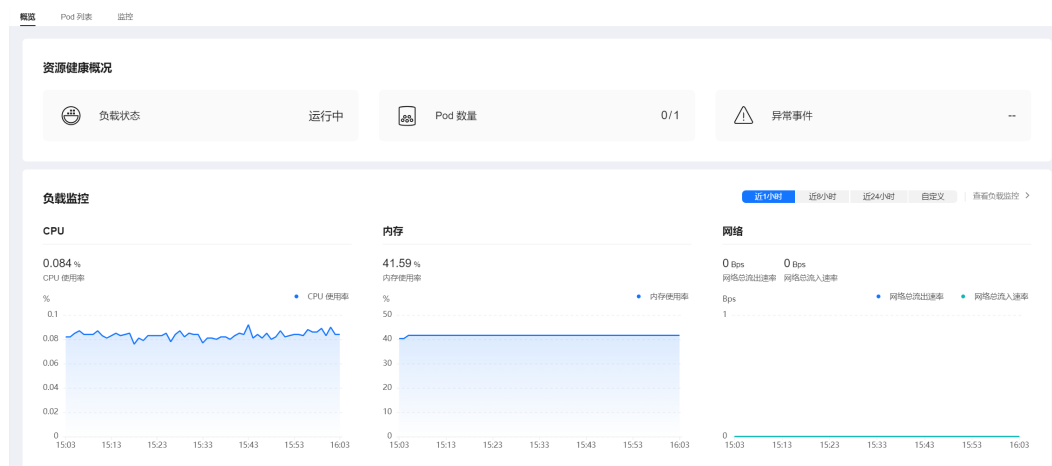 概览 Pod 列表 监控
资源健康概况
负载状态 运行中 Pod 数量 0/1 异常事件 --
负载监控 近1小时 近8小时 近24小时 自定义 查看负载监控
CPU 内存 网络
0.084 % 41.59 % 0 Bps 0 Bps
CPU 使用率 内存使用率 网络总流出速率 网络总流入速率
% CPU 使用率 % 内存使用率 Bps 网络总流出速率 网络总流入速率
0.1 50 1
0.08 40
0.06 30
0.04 20
0.02 10
0 0 0
15:03 15:13 15:23 15:33 15:43 15:53 16:03 15:03 15:13 15:23 15:33 15:43 15:53 16:03 15:03 15:13 15:23 15:33 15:43 15:53 16:03